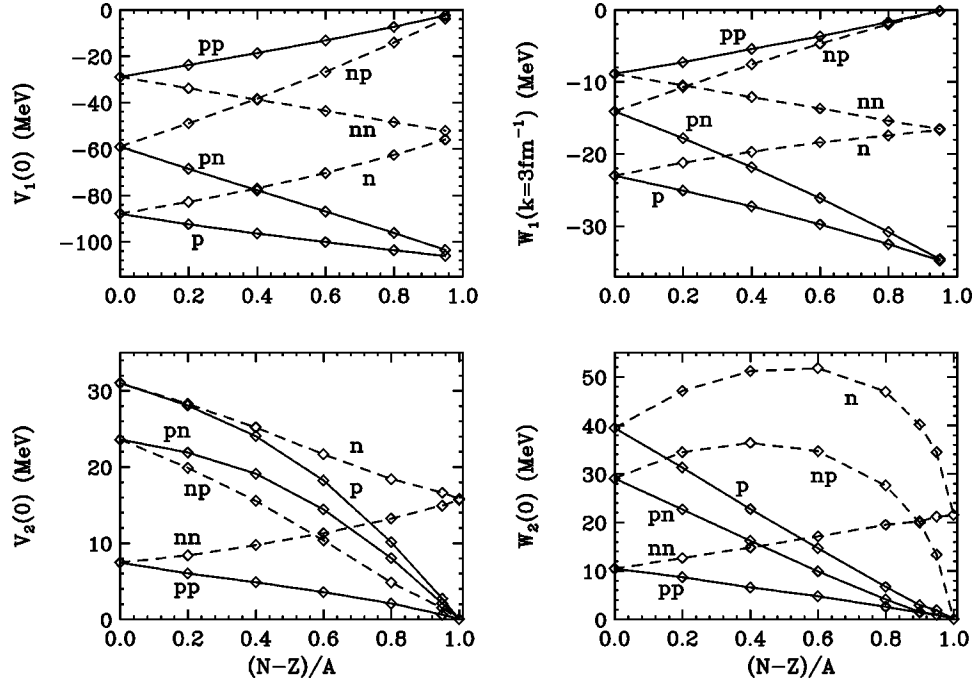 V₁(0) (MeV)
0
−20
−40
−60
−80
−100
pp
np
nn
pn
n
p
0.0 0.2 0.4 0.6 0.8 1.0
W₁(k=3fm⁻¹) (MeV)
0
−10
−20
−30
pp
np
nn
pn
n
p
0.0 0.2 0.4 0.6 0.8 1.0
V₂(0) (MeV)
30
20
10
0
pn
n
np
p
nn
pp
0.0 0.2 0.4 0.6 0.8 1.0
(N−Z)/A
W₂(0) (MeV)
50
40
30
20
10
0
n
np
p
pn
nn
pp
0.0 0.2 0.4 0.6 0.8 1.0
(N−Z)/A